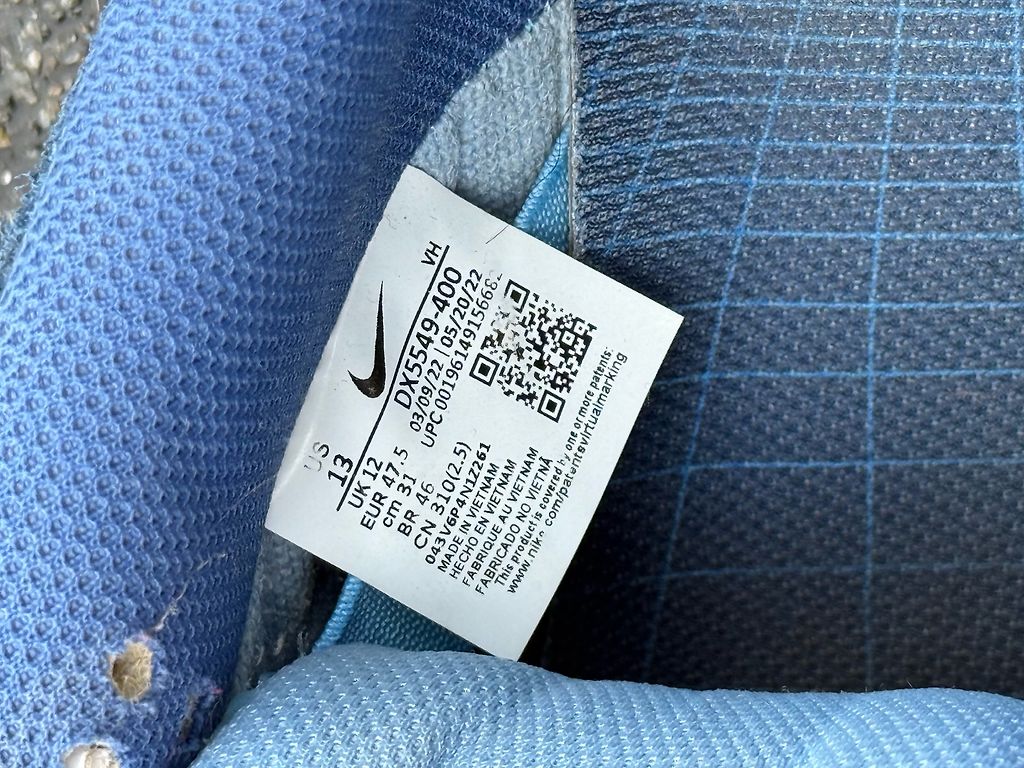 US
13
VH
UK 12
EUR 47.5
cm 31
BR 46
CN 310(2.5)
DX5549-400
03/09/22 | 05/20/22
UPC 00196149156682
043V6P4N1Z261
MADE IN VIETNAM
HECHO EN VIETNAM
FABRIQUE AU VIETNAM
FABRICADO NO VIETNÃ
This product is covered by one or more patents:
www.nike.com/patentsvirtualmarking